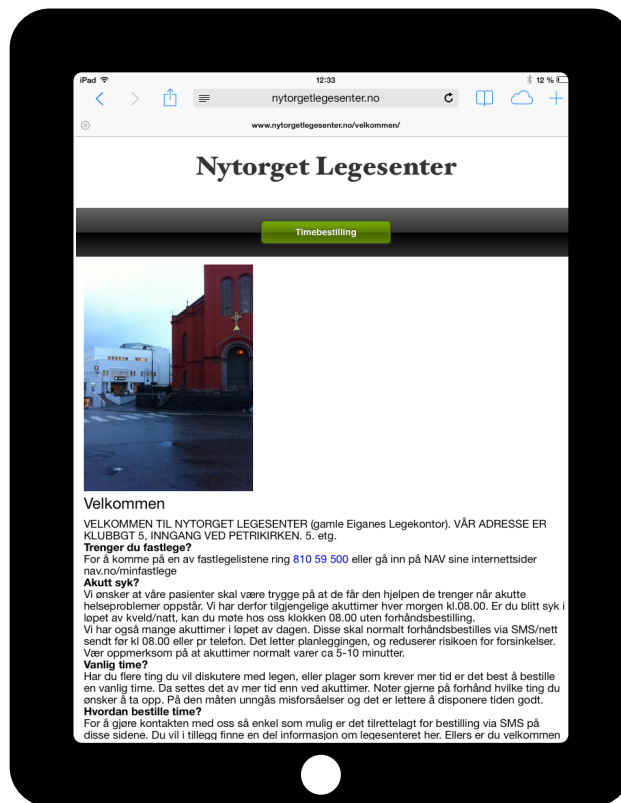 iPad 12:33 12 %
nytorgetlegesenter.no
www.nytorgetlegesenter.no/velkommen/
Nytorget Legesenter
Timebestilling
Velkommen
VELKOMMEN TIL NYTORGET LEGESENTER (gamle Eiganes Legekontor). VÅR ADRESSE ER
KLUBBGT 5, INNGANG VED PETRIKIRKEN. 5. etg.
Trenger du fastlege?
For å komme på en av fastlegelistene ring 810 59 500 eller gå inn på NAV sine internettsider
nav.no/minfastlege
Akutt syk?
Vi ønsker at våre pasienter skal være trygge på at de får den hjelpen de trenger når akutte
helseproblemer oppstår. Vi har derfor tilgjengelige akuttimer hver morgen kl.08.00. Er du blitt syk i
løpet av kveld/natt, kan du møte hos oss klokken 08.00 uten forhåndsbestilling.
Vi har også mange akuttimer i løpet av dagen. Disse skal normalt forhåndsbestilles via SMS/nett
sendt før kl 08.00 eller pr telefon. Det letter planleggingen, og reduserer risikoen for forsinkelser.
Vær oppmerksom på at akuttimer normalt varer ca 5-10 minutter.
Vanlig time?
Har du flere ting du vil diskutere med legen, eller plager som krever mer tid er det best å bestille
en vanlig time. Da settes det av mer tid enn ved akuttimer. Noter gjerne på forhånd hvilke ting du
ønsker å ta opp. På den måten unngås misforsåelser og det er lettere å disponere tiden godt.
Hvordan bestille time?
For å gjøre kontakten med oss så enkel som mulig er det tilrettelagt for bestilling via SMS på
disse sidene. Du vil i tillegg finne en del informasjon om legesenteret her. Ellers er du velkommen